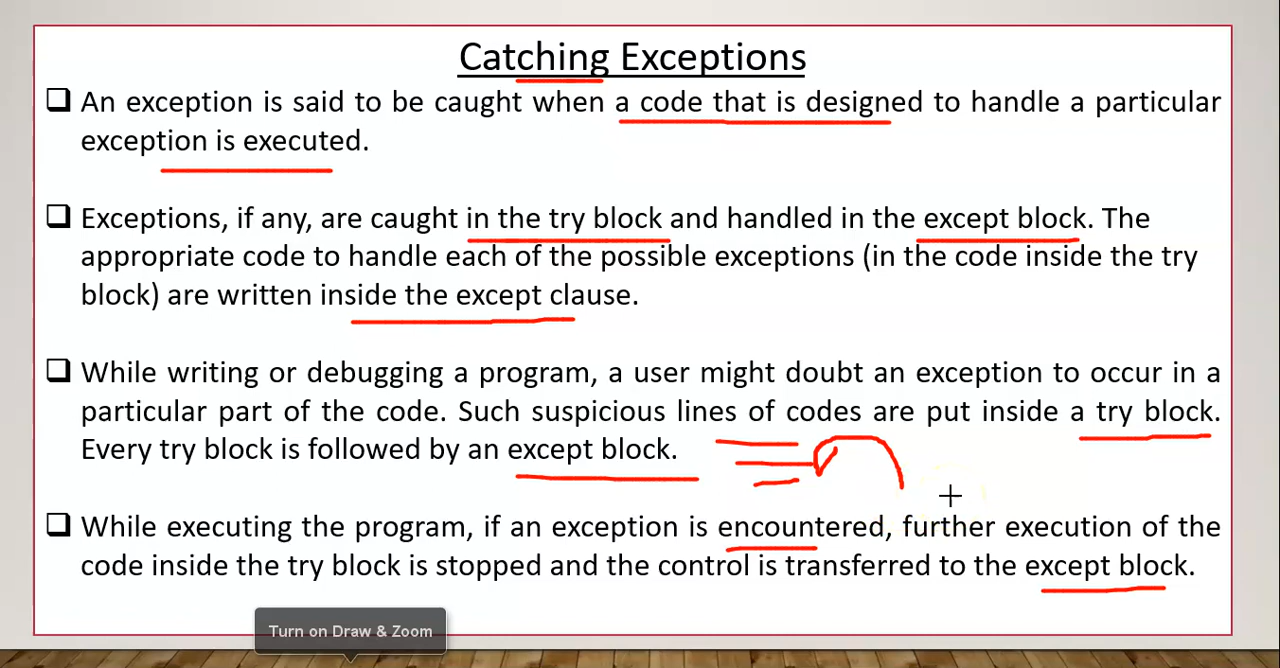 Catching Exceptions
An exception is said to be caught when a code that is designed to handle a particular
exception is executed.
Exceptions, if any, are caught in the try block and handled in the except block. The
appropriate code to handle each of the possible exceptions (in the code inside the try
block) are written inside the except clause.
While writing or debugging a program, a user might doubt an exception to occur in a
particular part of the code. Such suspicious lines of codes are put inside a try block.
Every try block is followed by an except block.
While executing the program, if an exception is encountered, further execution of the
code inside the try block is stopped and the control is transferred to the except block.
Turn on Draw & Zoom